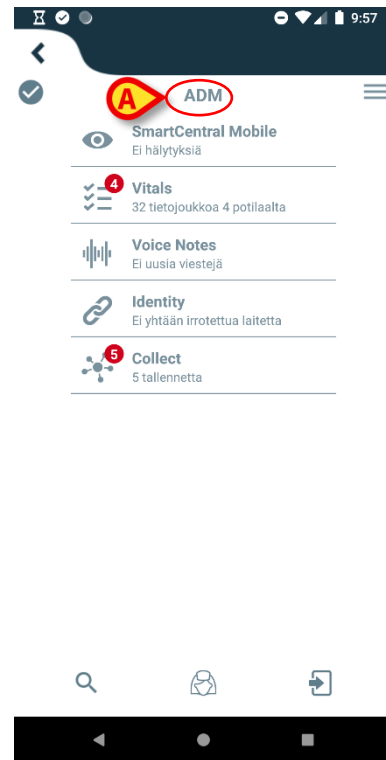 9:57
A
ADM
SmartCentral Mobile
Ei hälytyksiä
4
Vitals
32 tietojoukkoa 4 potilaalta
Voice Notes
Ei uusia viestejä
Identity
Ei yhtään irrotettua laitetta
5
Collect
5 tallennetta